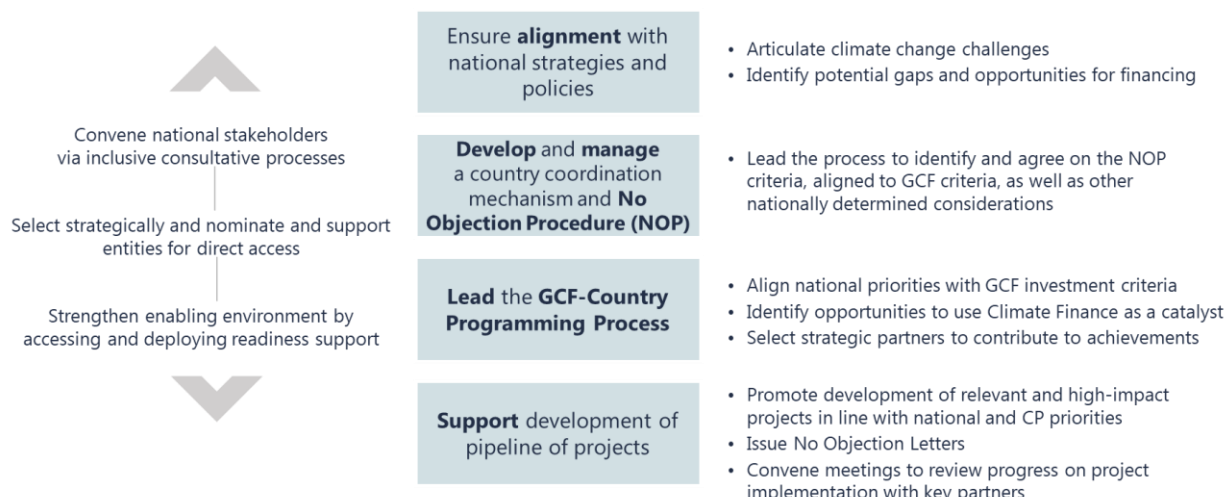 Convene national stakeholders
via inclusive consultative processes
Select strategically and nominate and support
entities for direct access
Strengthen enabling environment by
accessing and deploying readiness support
Ensure alignment with
national strategies and
policies
• Articulate climate change challenges
• Identify potential gaps and opportunities for financing
Develop and manage
a country coordination
mechanism and No
Objection Procedure (NOP)
• Lead the process to identify and agree on the NOP
criteria, aligned to GCF criteria, as well as other
nationally determined considerations
Lead the GCF-Country
Programming Process
• Align national priorities with GCF investment criteria
• Identify opportunities to use Climate Finance as a catalyst
• Select strategic partners to contribute to achievements
Support development of
pipeline of projects
• Promote development of relevant and high-impact
projects in line with national and CP priorities
• Issue No Objection Letters
• Convene meetings to review progress on project
implementation with key partners